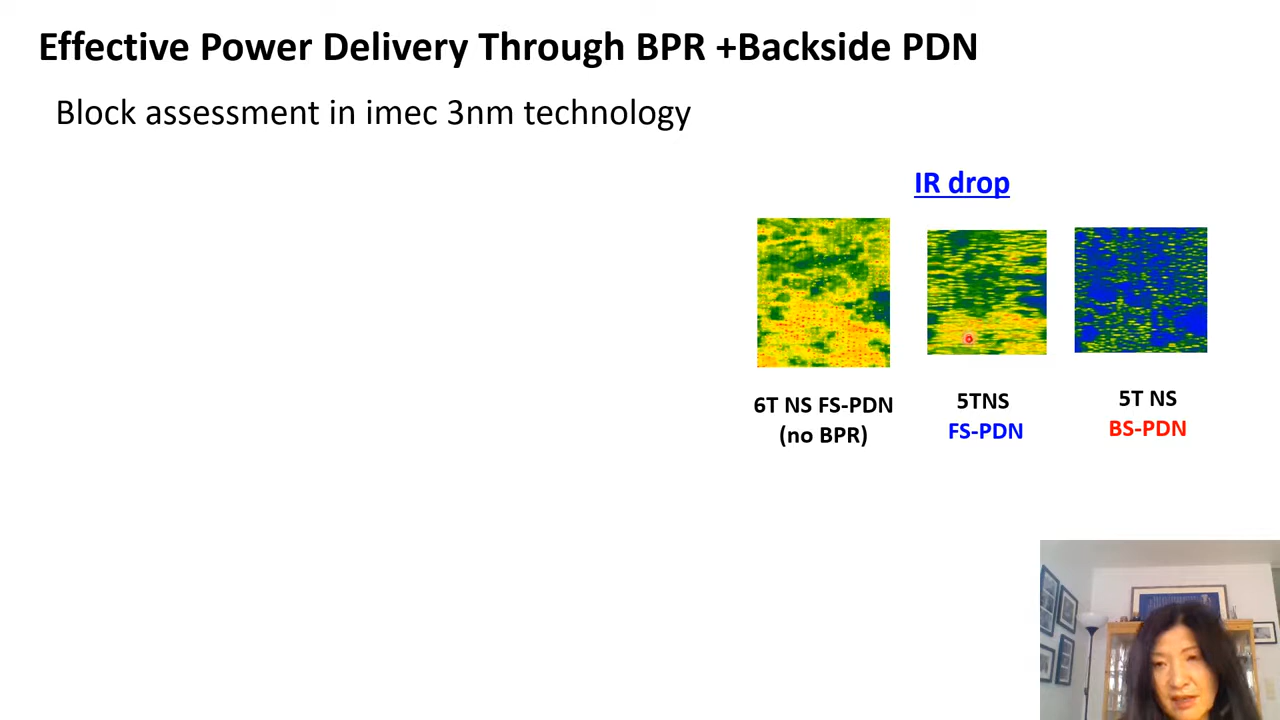 Effective Power Delivery Through BPR +Backside PDN
Block assessment in imec 3nm technology
IR drop
6T NS FS-PDN
(no BPR)
5TNS
FS-PDN
5T NS
BS-PDN